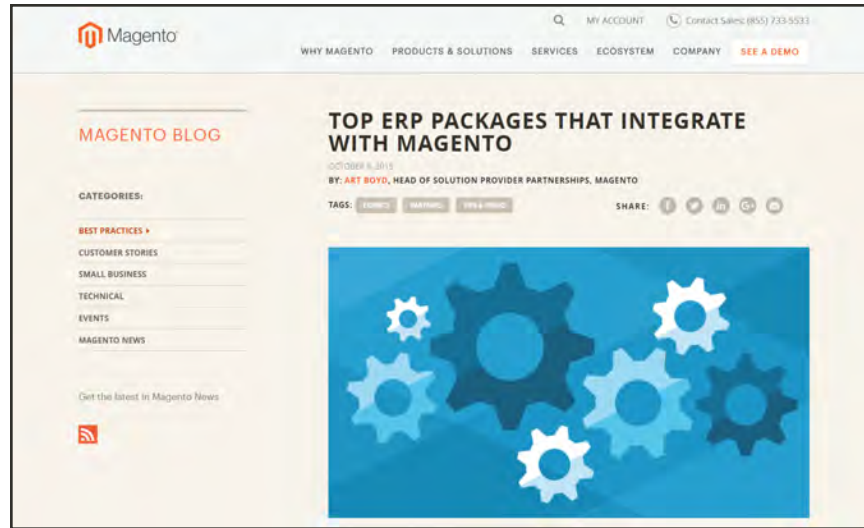 Magento
MY ACCOUNT
Contact Sales: (855) 733-5533
WHY MAGENTO PRODUCTS & SOLUTIONS SERVICES ECOSYSTEM COMPANY SEE A DEMO
MAGENTO BLOG
CATEGORIES:
BEST PRACTICES
CUSTOMER STORIES
SMALL BUSINESS
TECHNICAL
EVENTS
MAGENTO NEWS
Get the latest in Magento News
TOP ERP PACKAGES THAT INTEGRATE
WITH MAGENTO
BY: ART BOYD, HEAD OF SOLUTION PROVIDER PARTNERSHIPS, MAGENTO
TAGS:
SHARE: